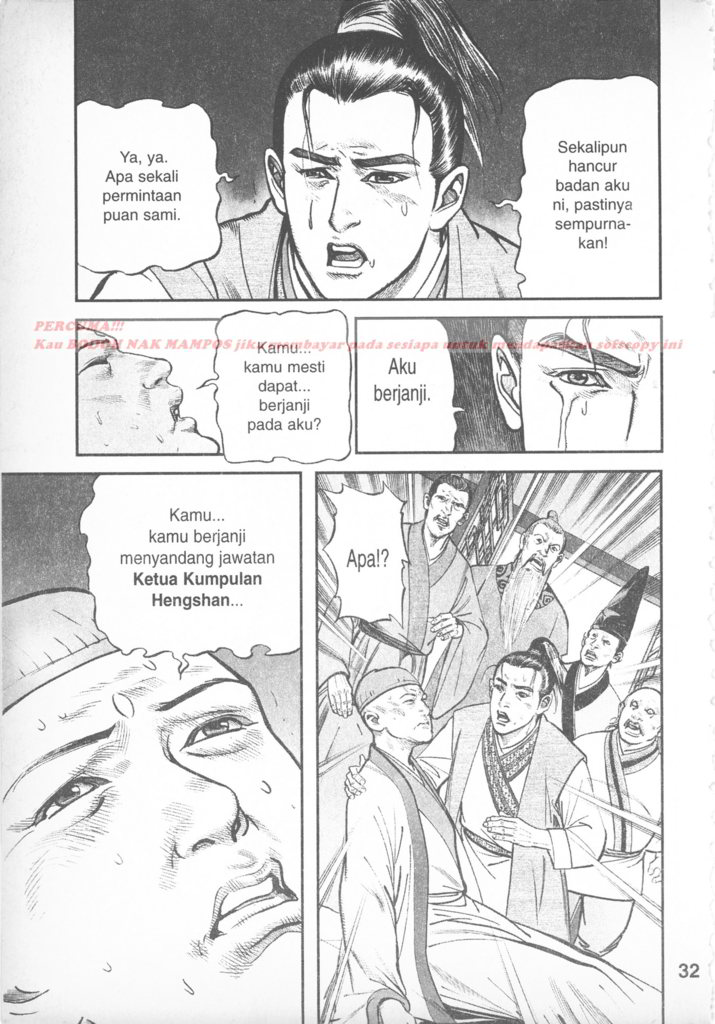 Ya, ya.
Apa sekali
permintaan
puan sami.
Sekalipun
hancur
badan aku
ni, pastinya
sempurna-
kan!
PERCUMA!!!
Kau BODOH NAK MAMPOS jika membayar pada sesiapa untuk mendapatkan softcopy ini
Kamu...
kamu mesti
dapat...
berjanji
pada aku?
Aku
berjanji.
Kamu...
kamu berjanji
menyandang jawatan
Ketua Kumpulan
Hengshan...
Apa!?
32